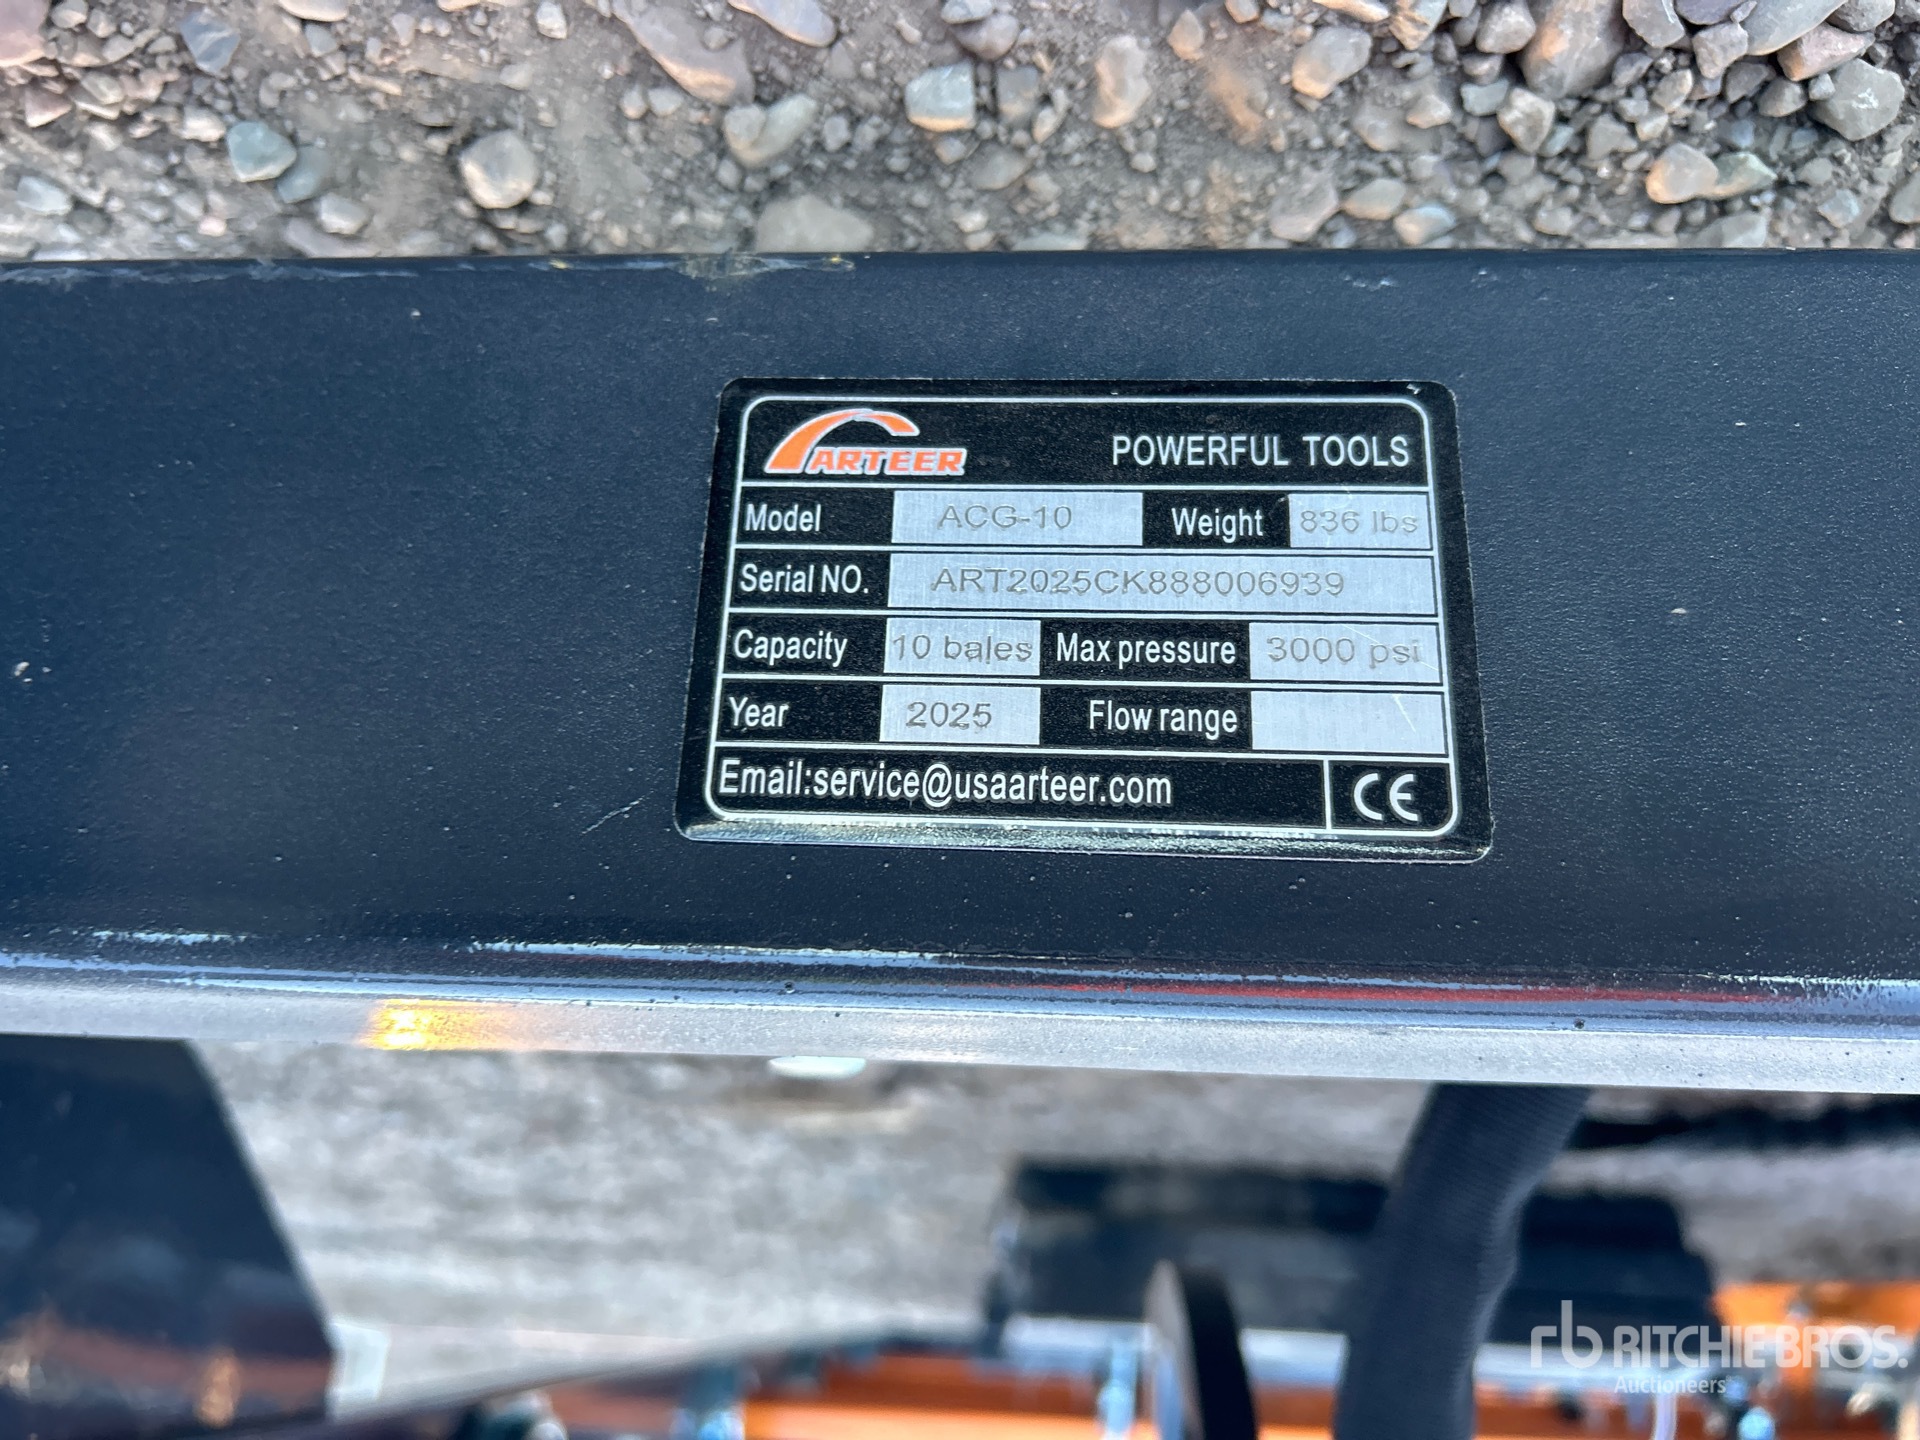 ARTEER POWERFUL TOOLS
Model ACG-10 Weight 836 lbs
Serial NO. ART2025CK888006939
Capacity 10 bales Max pressure 3000 psi
Year 2025 Flow range
Email:service@usaarteer.com CE
rb RITCHIE BROS.
Auctioneers